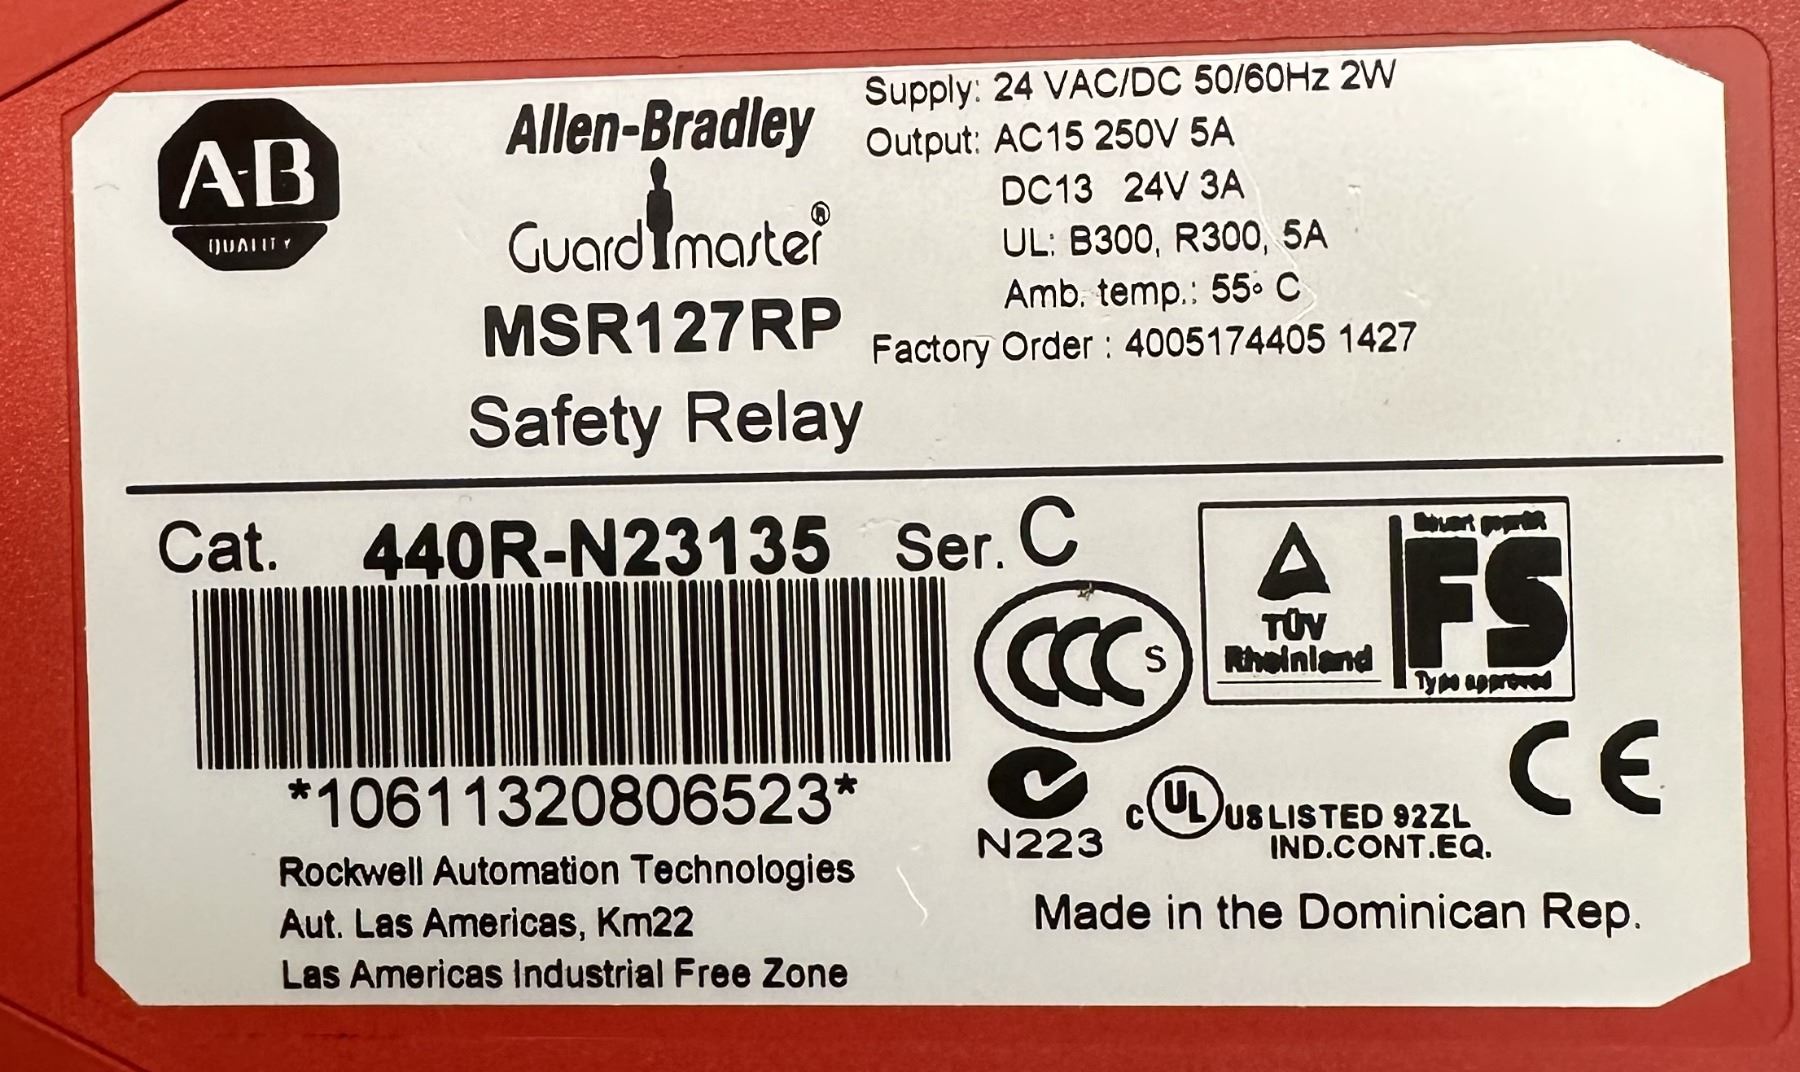 A-B
QUALITY
Allen-Bradley
Guardmaster®
MSR127RP
Safety Relay
Supply: 24 VAC/DC 50/60Hz 2W
Output: AC15 250V 5A
DC13 24V 3A
UL: B300, R300, 5A
Amb. temp.: 55° C
Factory Order : 4005174405 1427
Cat. 440R-N23135 Ser. C
*10611320806523*
Rockwell Automation Technologies
Aut. Las Americas, Km22
Las Americas Industrial Free Zone
CCC S
TÜV
Rheinland
Bauart geprüft
FS
Type approved
N223
C UL US LISTED 92ZL
IND.CONT.EQ.
CE
Made in the Dominican Rep.